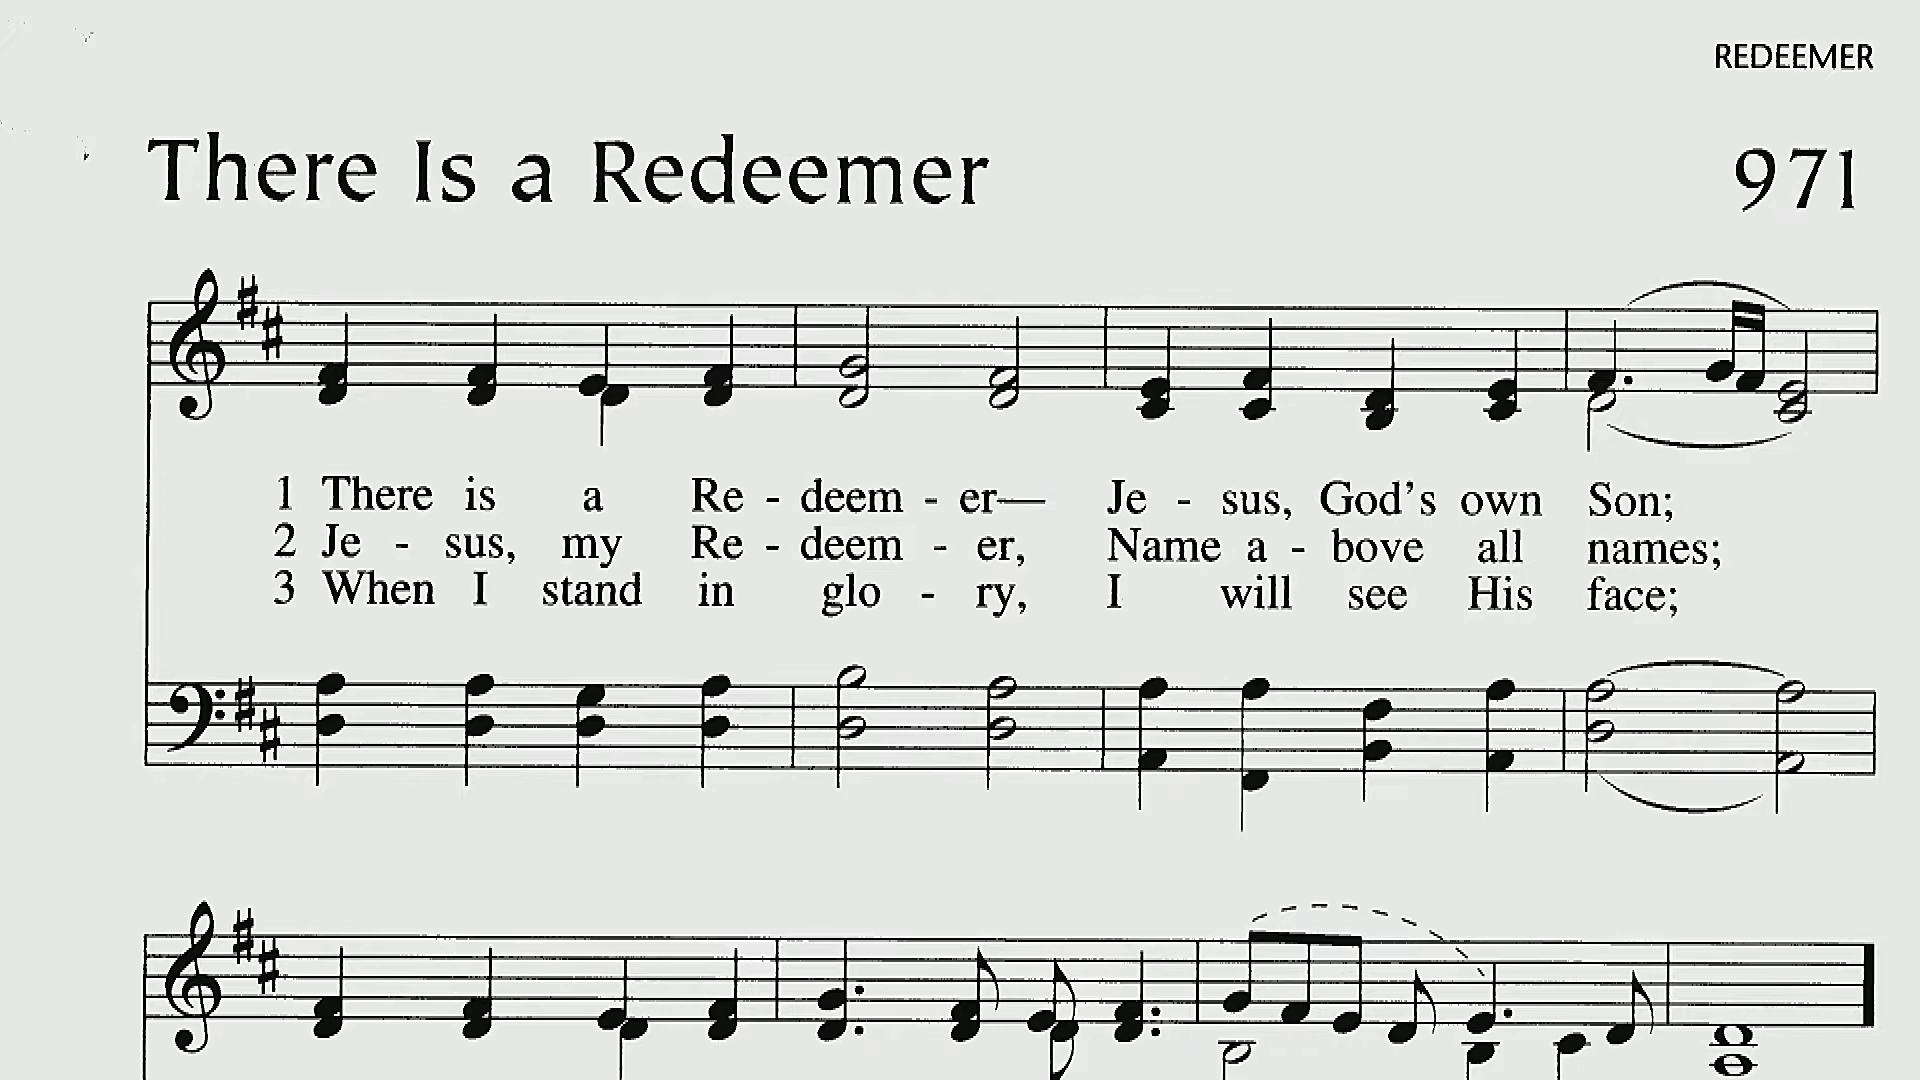 REDEEMER
There Is a Redeemer 971
1 There is a Re - deem - er— Je - sus, God's own Son;
2 Je - sus, my Re - deem - er, Name a - bove all names;
3 When I stand in glo - ry, I will see His face;